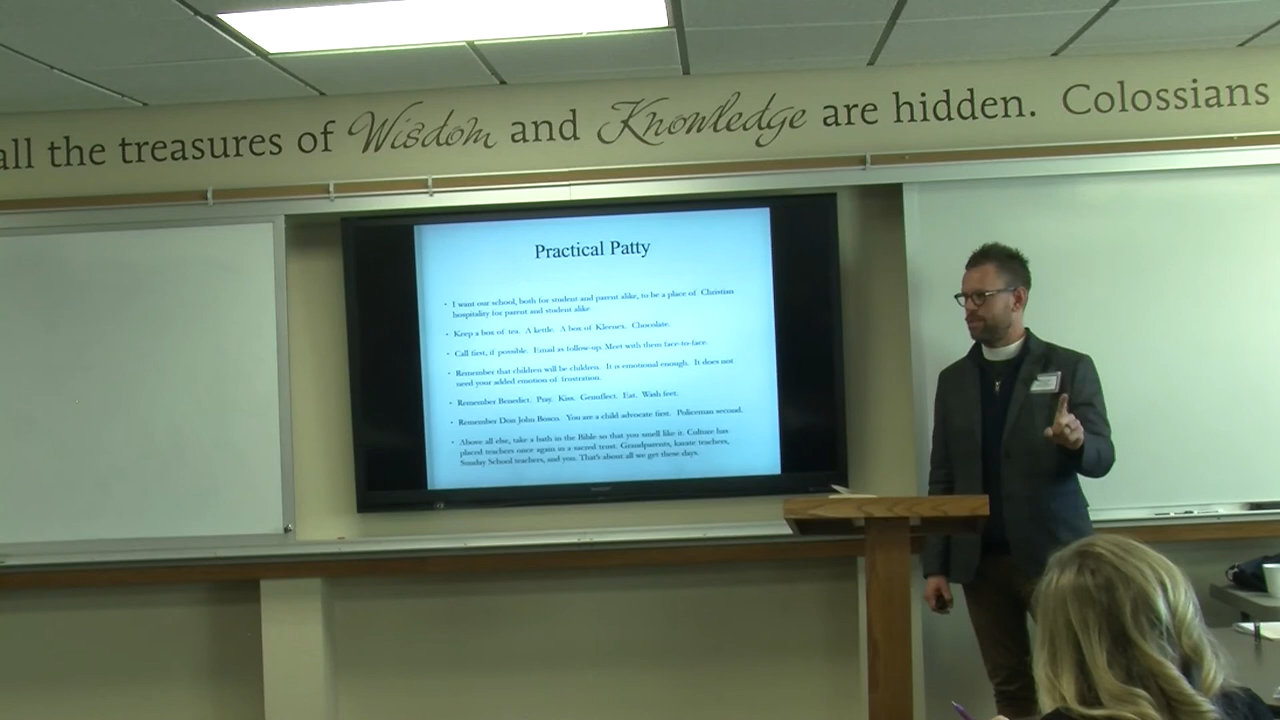 all the treasures of Wisdom and Knowledge are hidden. Colossians
Practical Patty
• I want our school, both for student and parent alike, to be a place of Christian
hospitality for parent and student alike
• Keep a box of tea. A kettle. A box of Kleenex. Chocolate.
• Call first, if possible. Email as follow-up. Meet with them face-to-face.
• Remember that children will be children. It is emotional enough. It does not
need your added emotion of frustration.
• Remember Benedict. Pray. Kiss. Genuflect. Eat. Wash feet.
• Remember Don John Bosco. You are a child advocate first. Policeman second.
• Above all else, take a bath in the Bible so that you smell like it. Culture has
placed teachers once again in a sacred trust. Grandparents, karate teachers,
Sunday School teachers, and you. That's about all we get these days.